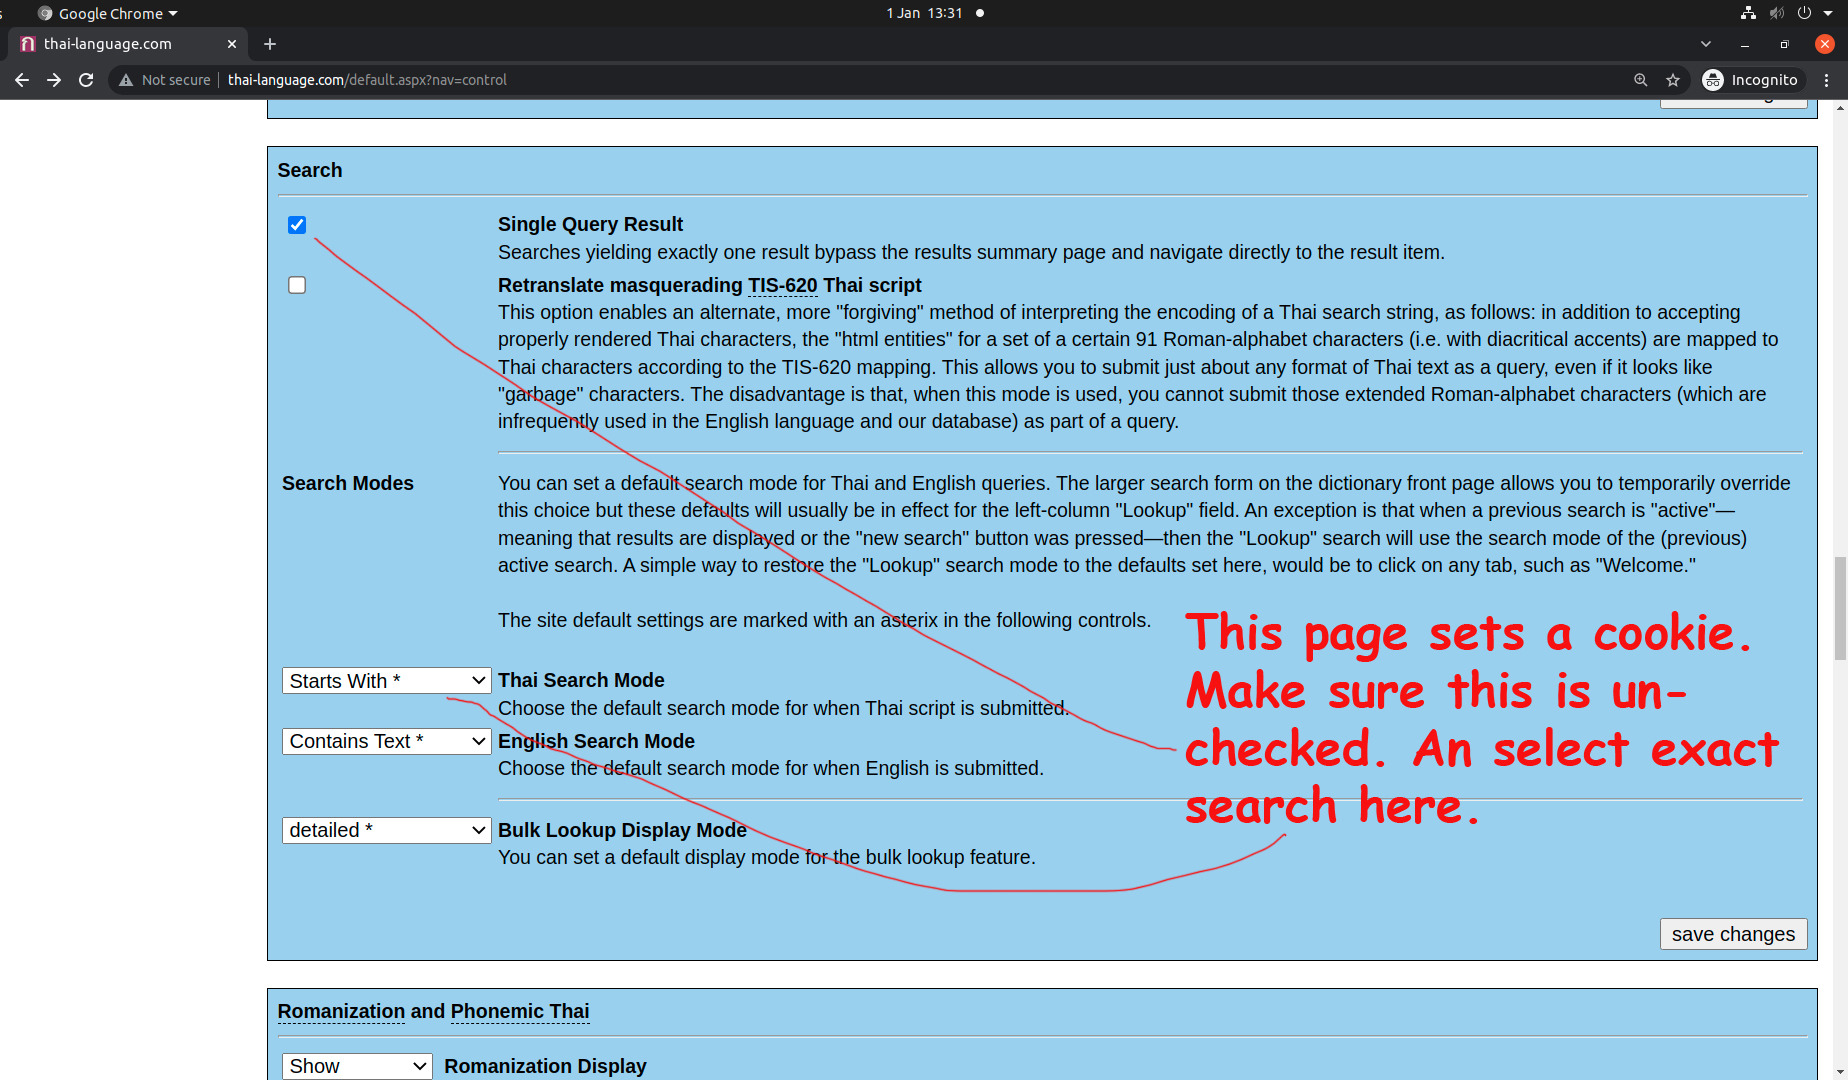 Google Chrome
1 Jan 13:31
thai-language.com
Not secure
thai-language.com/default.aspx?nav=control
Incognito
Search
Single Query Result
Searches yielding exactly one result bypass the results summary page and navigate directly to the result item.
Retranslate masquerading TIS-620 Thai script
This option enables an alternate, more "forgiving" method of interpreting the encoding of a Thai search string, as follows: in addition to accepting
properly rendered Thai characters, the "html entities" for a set of a certain 91 Roman-alphabet characters (i.e. with diacritical accents) are mapped to
Thai characters according to the TIS-620 mapping. This allows you to submit just about any format of Thai text as a query, even if it looks like
"garbage" characters. The disadvantage is that, when this mode is used, you cannot submit those extended Roman-alphabet characters (which are
infrequently used in the English language and our database) as part of a query.
Search Modes
You can set a default search mode for Thai and English queries. The larger search form on the dictionary front page allows you to temporarily override
this choice but these defaults will usually be in effect for the left-column "Lookup" field. An exception is that when a previous search is "active"—
meaning that results are displayed or the "new search" button was pressed—then the "Lookup" search will use the search mode of the (previous)
active search. A simple way to restore the "Lookup" search mode to the defaults set here, would be to click on any tab, such as "Welcome."
The site default settings are marked with an asterix in the following controls.
This page sets a cookie.
Make sure this is un-
checked. An select exact
search here.
Starts With *
Thai Search Mode
Choose the default search mode for when Thai script is submitted.
Contains Text *
English Search Mode
Choose the default search mode for when English is submitted.
detailed *
Bulk Lookup Display Mode
You can set a default display mode for the bulk lookup feature.
save changes
Romanization and Phonemic Thai
Show
Romanization Display